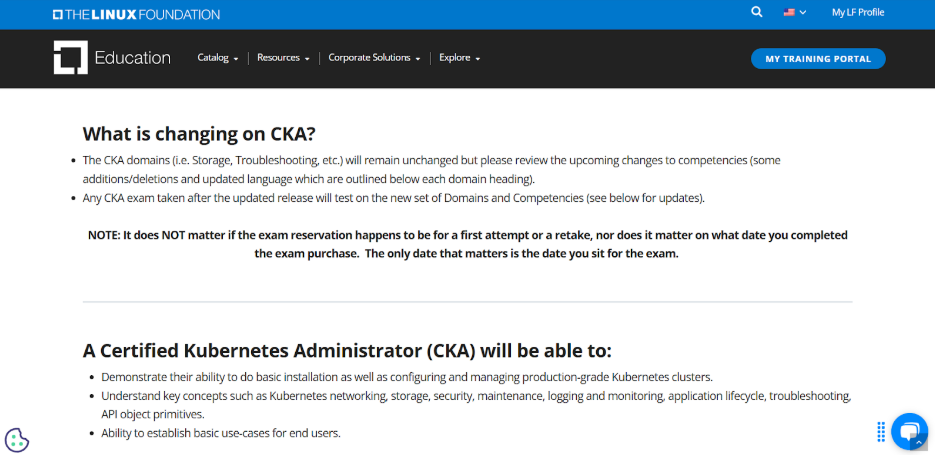 THE LINUX FOUNDATION
My LF Profile
Education
Catalog
Resources
Corporate Solutions
Explore
MY TRAINING PORTAL
What is changing on CKA?
The CKA domains (i.e. Storage, Troubleshooting, etc.) will remain unchanged but please review the upcoming changes to competencies (some
additions/deletions and updated language which are outlined below each domain heading).
Any CKA exam taken after the updated release will test on the new set of Domains and Competencies (see below for updates).
NOTE: It does NOT matter if the exam reservation happens to be for a first attempt or a retake, nor does it matter on what date you completed
the exam purchase. The only date that matters is the date you sit for the exam.
A Certified Kubernetes Administrator (CKA) will be able to:
Demonstrate their ability to do basic installation as well as configuring and managing production-grade Kubernetes clusters.
Understand key concepts such as Kubernetes networking, storage, security, maintenance, logging and monitoring, application lifecycle, troubleshooting,
API object primitives.
Ability to establish basic use-cases for end users.